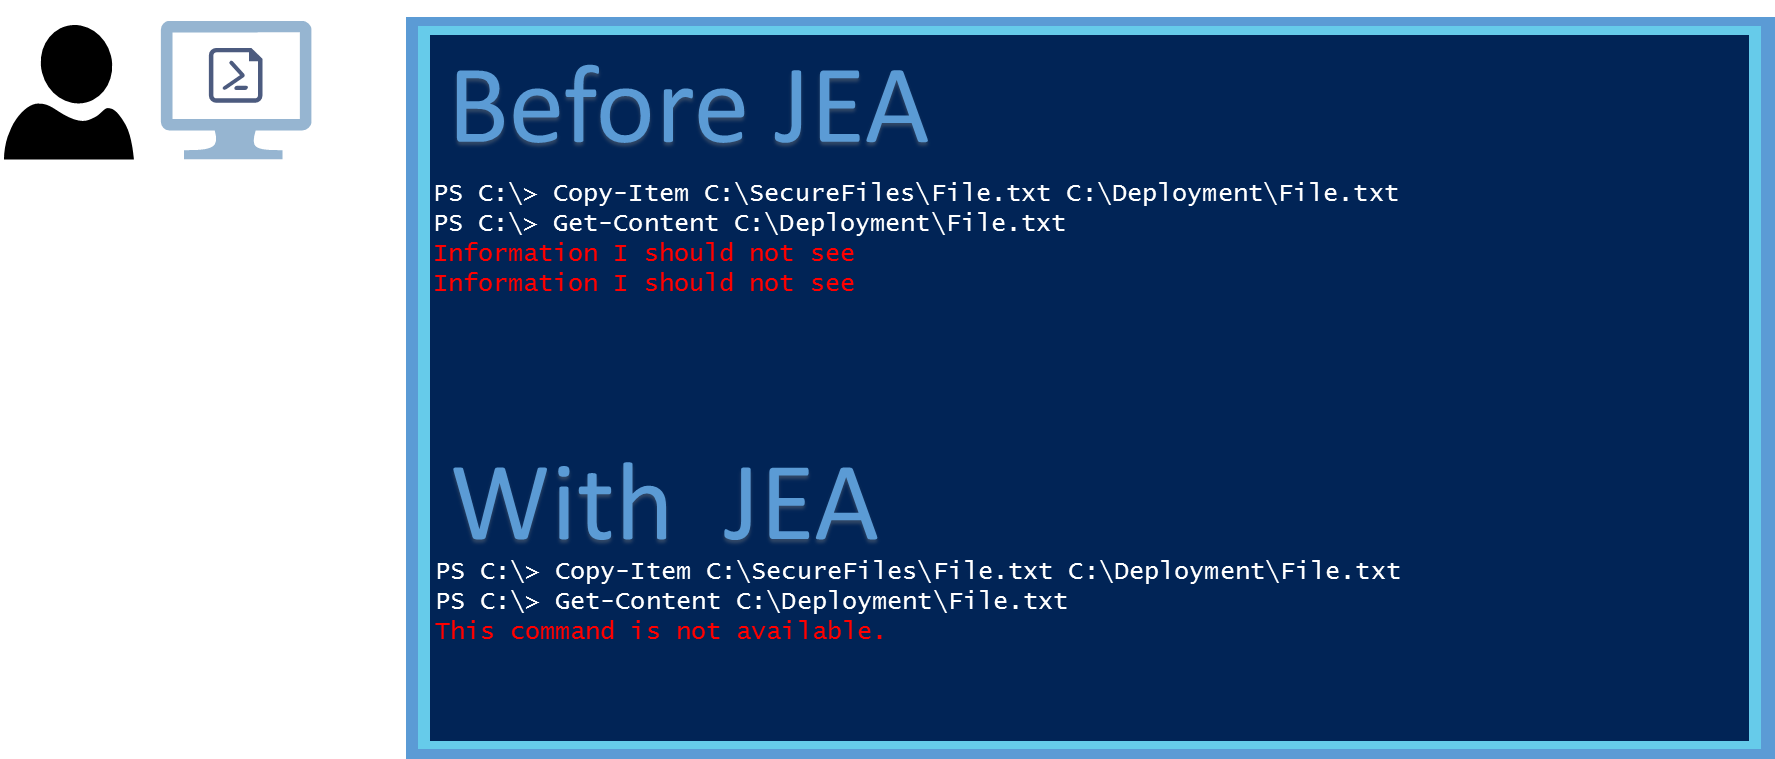 Before JEA
PS C:\> Copy-Item C:\SecureFiles\File.txt C:\Deployment\File.txt
PS C:\> Get-Content C:\Deployment\File.txt
Information I should not see
Information I should not see
With JEA
PS C:\> Copy-Item C:\SecureFiles\File.txt C:\Deployment\File.txt
PS C:\> Get-Content C:\Deployment\File.txt
This command is not available.